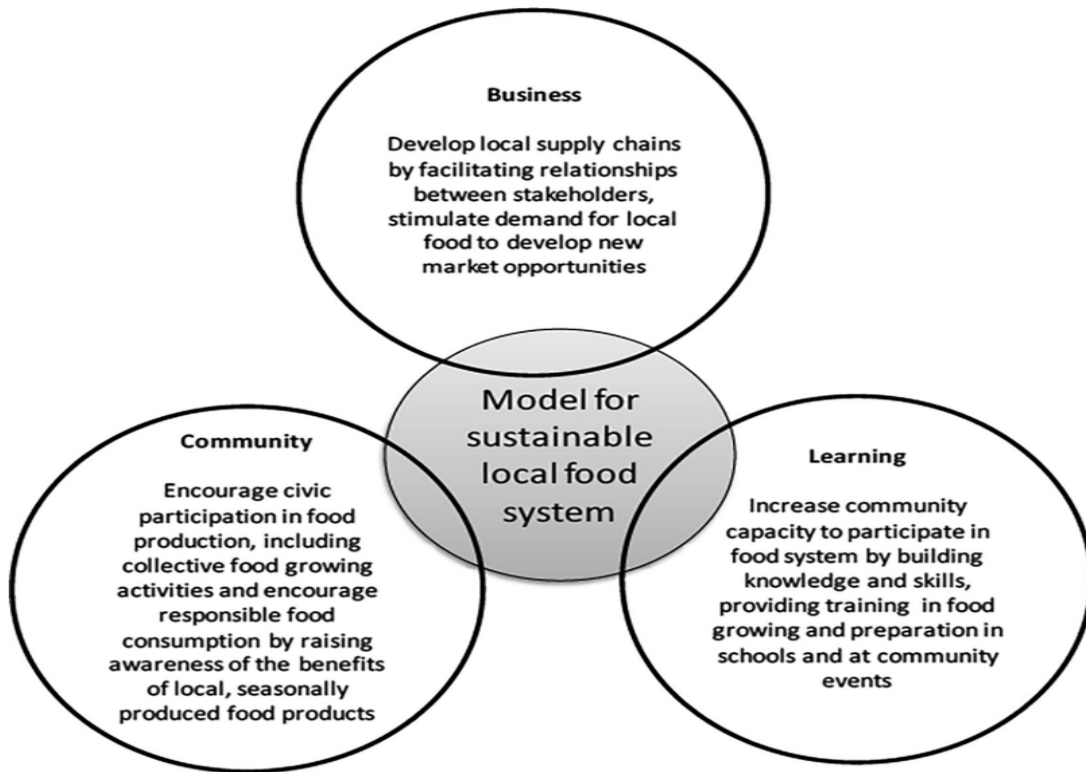 Business
Develop local supply chains
by facilitating relationships
between stakeholders,
stimulate demand for local
food to develop new
market opportunities
Model for
sustainable
local food
system
Community
Encourage civic
participation in food
production, including
collective food growing
activities and encourage
responsible food
consumption by raising
awareness of the benefits
of local, seasonally
produced food products
Learning
Increase community
capacity to participate in
food system by building
knowledge and skills,
providing training in food
growing and preparation in
schools and at community
events